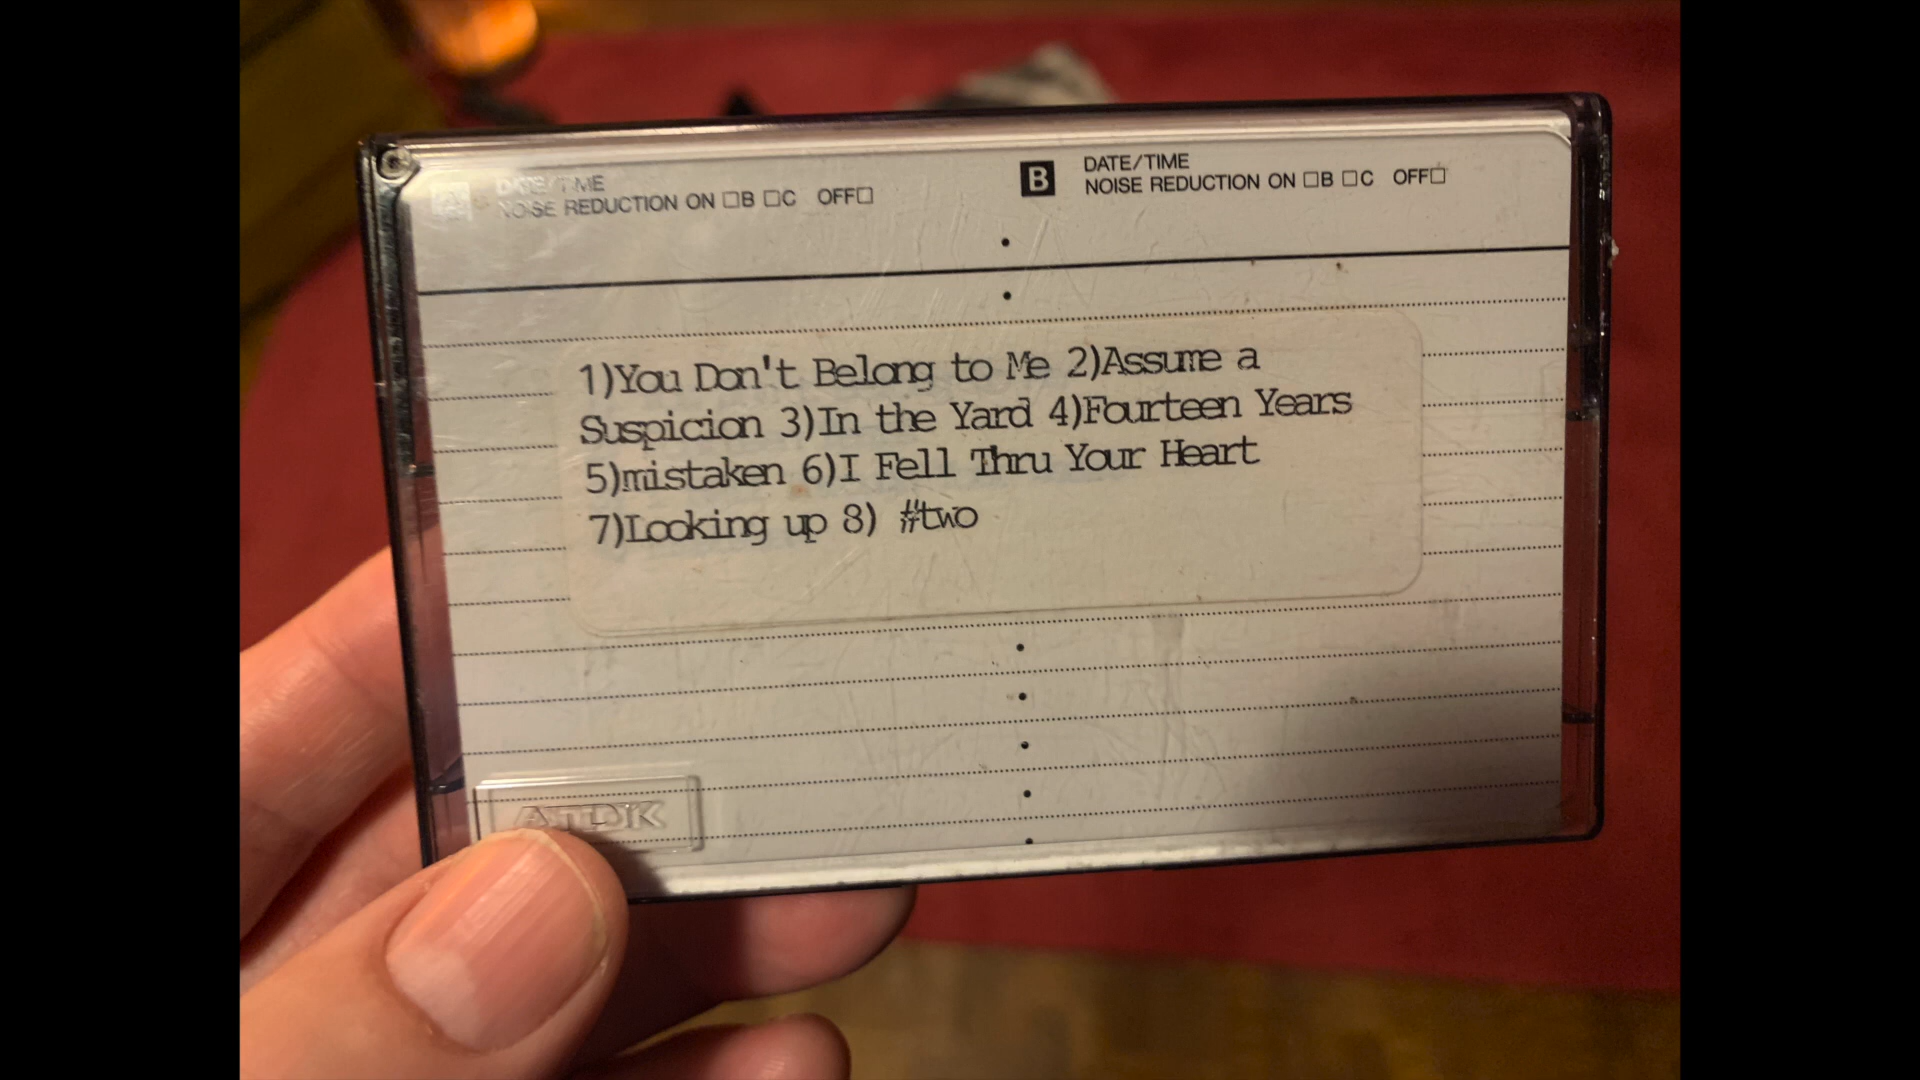 A DATE/TIME
NOISE REDUCTION ON □B □C OFF□
B DATE/TIME
NOISE REDUCTION ON □B □C OFF□
1)You Don't Belong to Me 2)Assume a
Suspicion 3)In the Yard 4)Fourteen Years
5)mistaken 6)I Fell Thru Your Heart
7)Looking up 8) #two
TDK